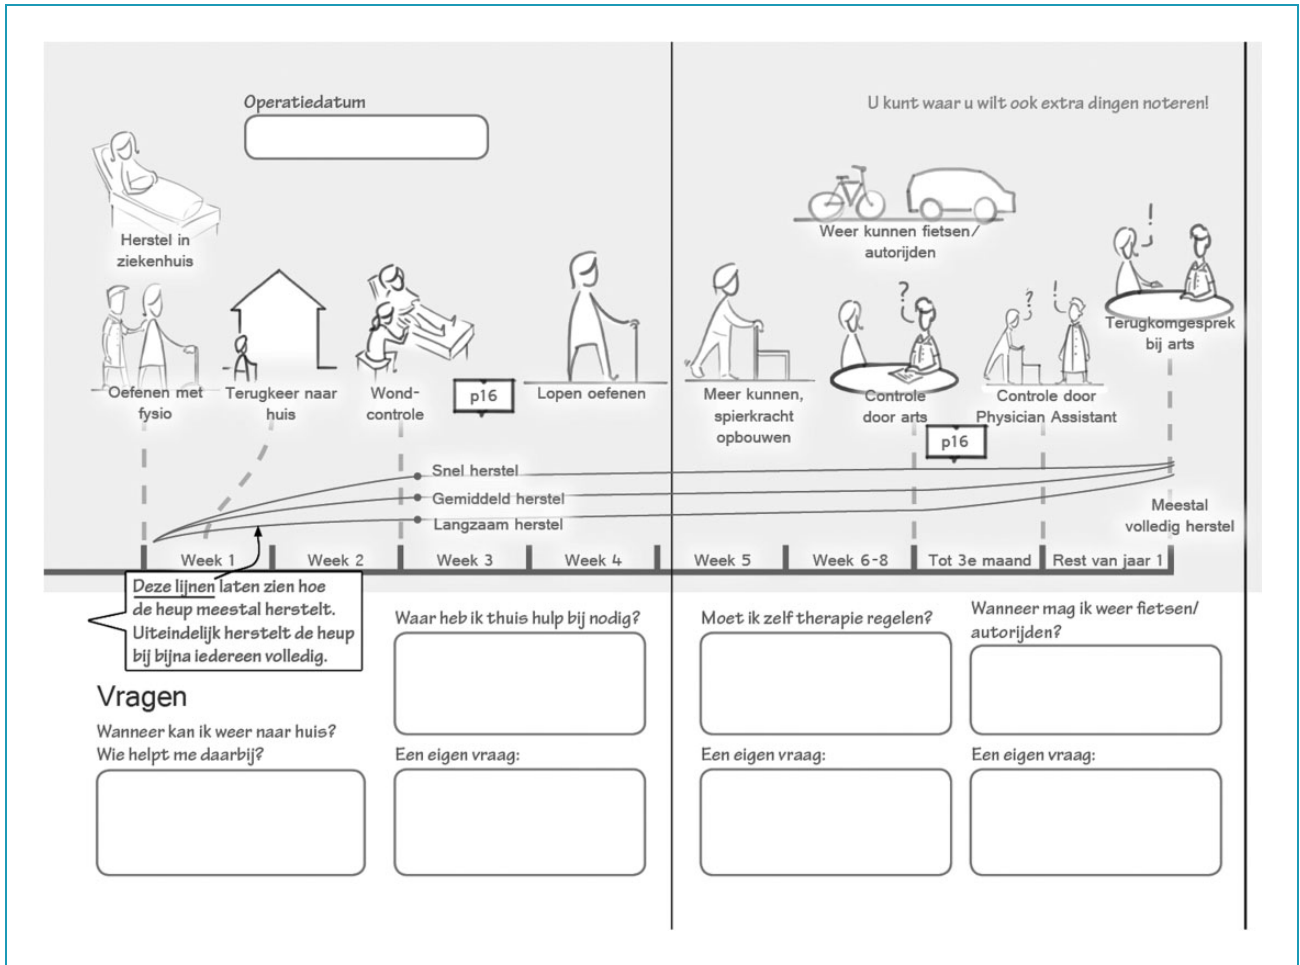 Operatiedatum
U kunt waar u wilt ook extra dingen noteren!
Herstel in
ziekenhuis
Weer kunnen fietsen/
autorijden
!
?
?
!
Terugkomgesprek
bij arts
Oefenen met
fysio
Terugkeer naar
huis
Wond-
controle
p16
Lopen oefenen
Meer kunnen,
spierkracht
opbouwen
Controle
door arts
Controle door
Physician Assistant
p16
Snel herstel
Gemiddeld herstel
Langzaam herstel
Meestal
volledig herstel
Week 1
Week 2
Week 3
Week 4
Week 5
Week 6-8
Tot 3e maand
Rest van jaar 1
Deze lijnen laten zien hoe
de heup meestal herstelt.
Uiteindelijk herstelt de heup
bij bijna iedereen volledig.
Vragen
Wanneer kan ik weer naar huis?
Wie helpt me daarbij?
Waar heb ik thuis hulp bij nodig?
Een eigen vraag:
Moet ik zelf therapie regelen?
Een eigen vraag:
Wanneer mag ik weer fietsen/
autorijden?
Een eigen vraag: